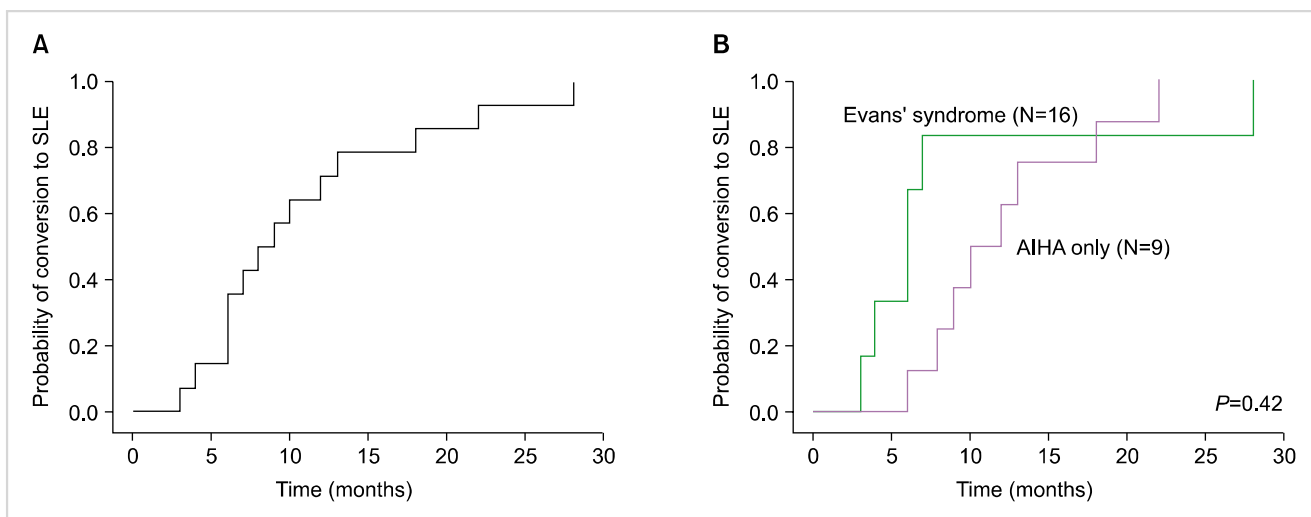 A
Probability of conversion to SLE
1.0
0.8
0.6
0.4
0.2
0.0
0 5 10 15 20 25 30
Time (months)
B
Probability of conversion to SLE
1.0
0.8
0.6
0.4
0.2
0.0
Evans' syndrome (N=16)
AIHA only (N=9)
P=0.42
0 5 10 15 20 25 30
Time (months)